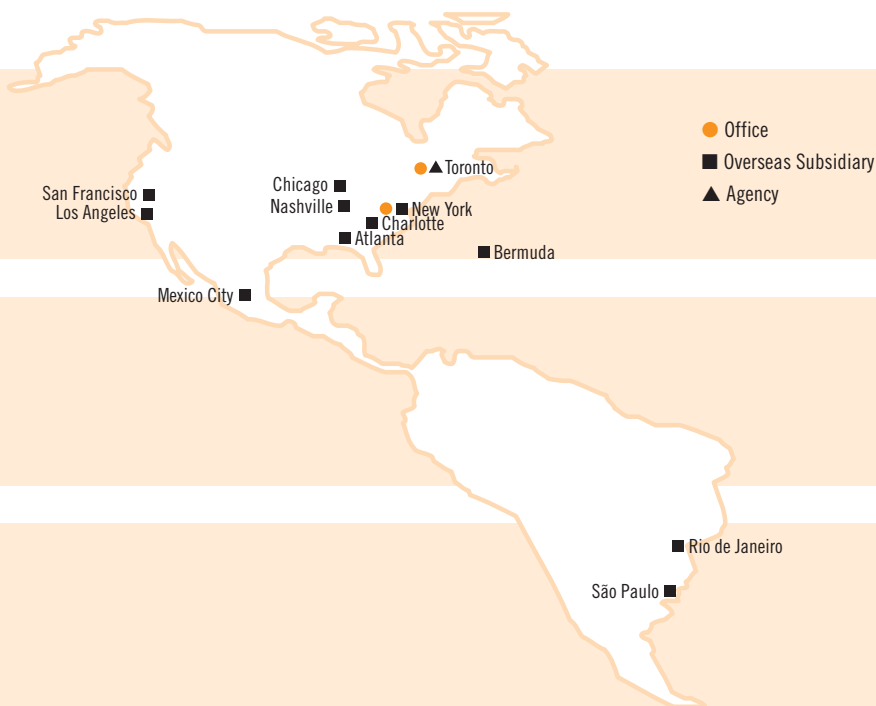 Office
Overseas Subsidiary
Agency
Toronto
Chicago
San Francisco
Nashville
New York
Los Angeles
Charlotte
Atlanta
Bermuda
Mexico City
Rio de Janeiro
São Paulo